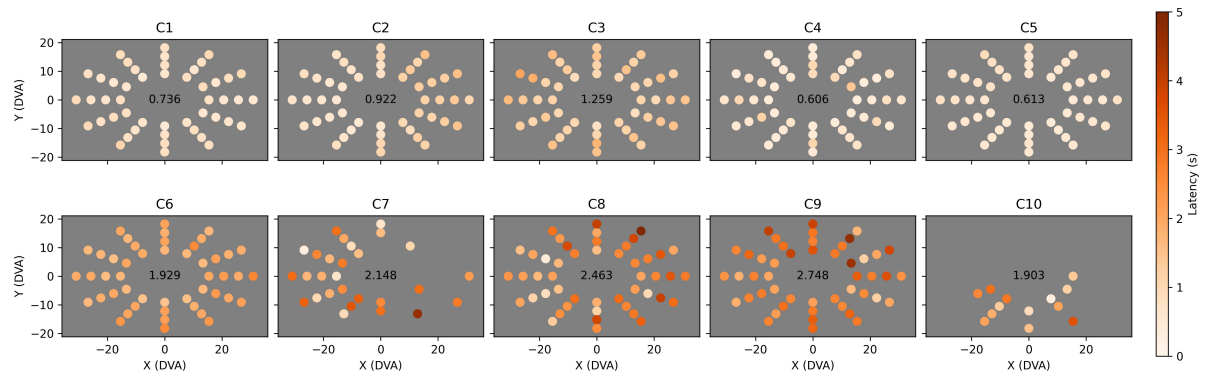 C1 C2 C3 C4 C5
20
10
0
−10
−20
Y (DVA)
0.736 0.922 1.259 0.606 0.613
C6 C7 C8 C9 C10
20
10
0
−10
−20
Y (DVA)
1.929 2.148 2.463 2.748 1.903
−20 0 20 −20 0 20 −20 0 20 −20 0 20 −20 0 20
X (DVA) X (DVA) X (DVA) X (DVA) X (DVA)
5
4
3
2
1
0
Latency (s)